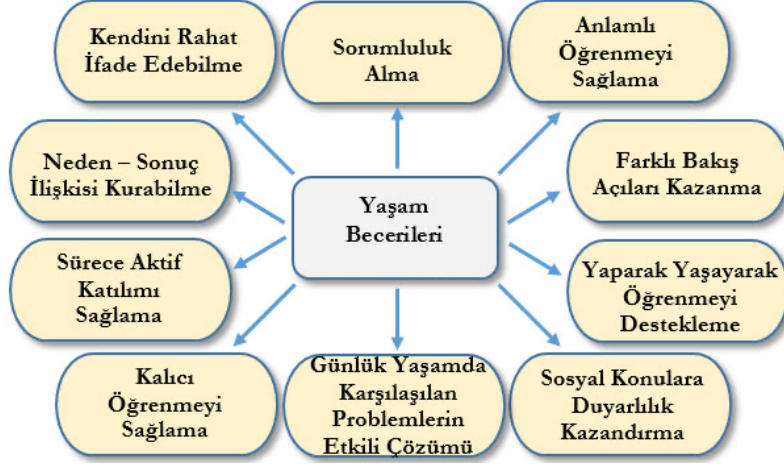 Kendini Rahat
İfade Edebilme
Sorumluluk
Alma
Anlamlı
Öğrenmeyi
Sağlama
Neden – Sonuç
İlişkisi Kurabilme
Yaşam
Becerileri
Farklı Bakış
Açıları Kazanma
Sürece Aktif
Katılımı
Sağlama
Yaparak Yaşayarak
Öğrenmeyi
Destekleme
Kalıcı
Öğrenmeyi
Sağlama
Günlük Yaşamda
Karşılaşılan
Problemlerin
Etkili Çözümü
Sosyal Konulara
Duyarlılık
Kazandırma